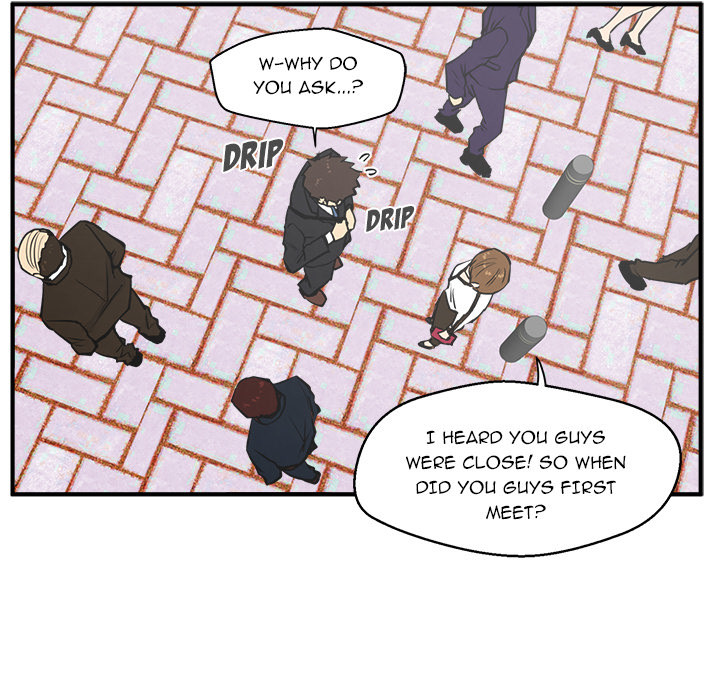 W-WHY DO
YOU ASK...?
DRIP
DRIP
I HEARD YOU GUYS
WERE CLOSE! SO WHEN
DID YOU GUYS FIRST
MEET?